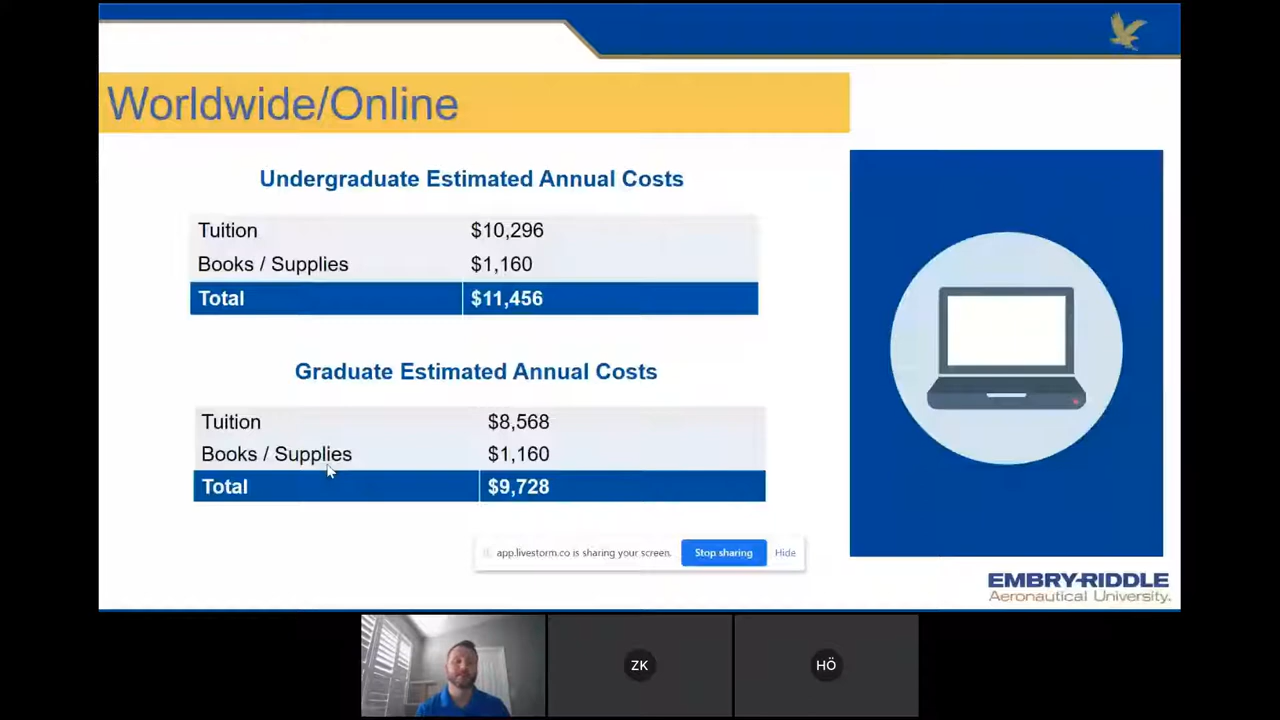 Worldwide/Online
Undergraduate Estimated Annual Costs
Tuition $10,296
Books / Supplies $1,160
Total $11,456
Graduate Estimated Annual Costs
Tuition $8,568
Books / Supplies $1,160
Total $9,728
app.livestorm.co is sharing your screen. Stop sharing Hide
EMBRY-RIDDLE
Aeronautical University.
ZK HÖ